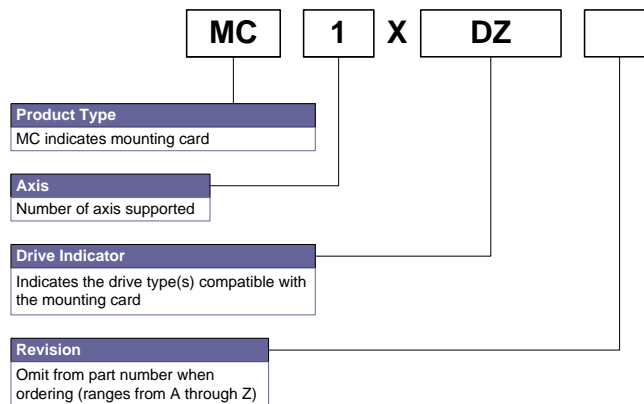 MC 1 X DZ
Product Type
MC indicates mounting card
Axis
Number of axis supported
Drive Indicator
Indicates the drive type(s) compatible with
the mounting card
Revision
Omit from part number when
ordering (ranges from A through Z)